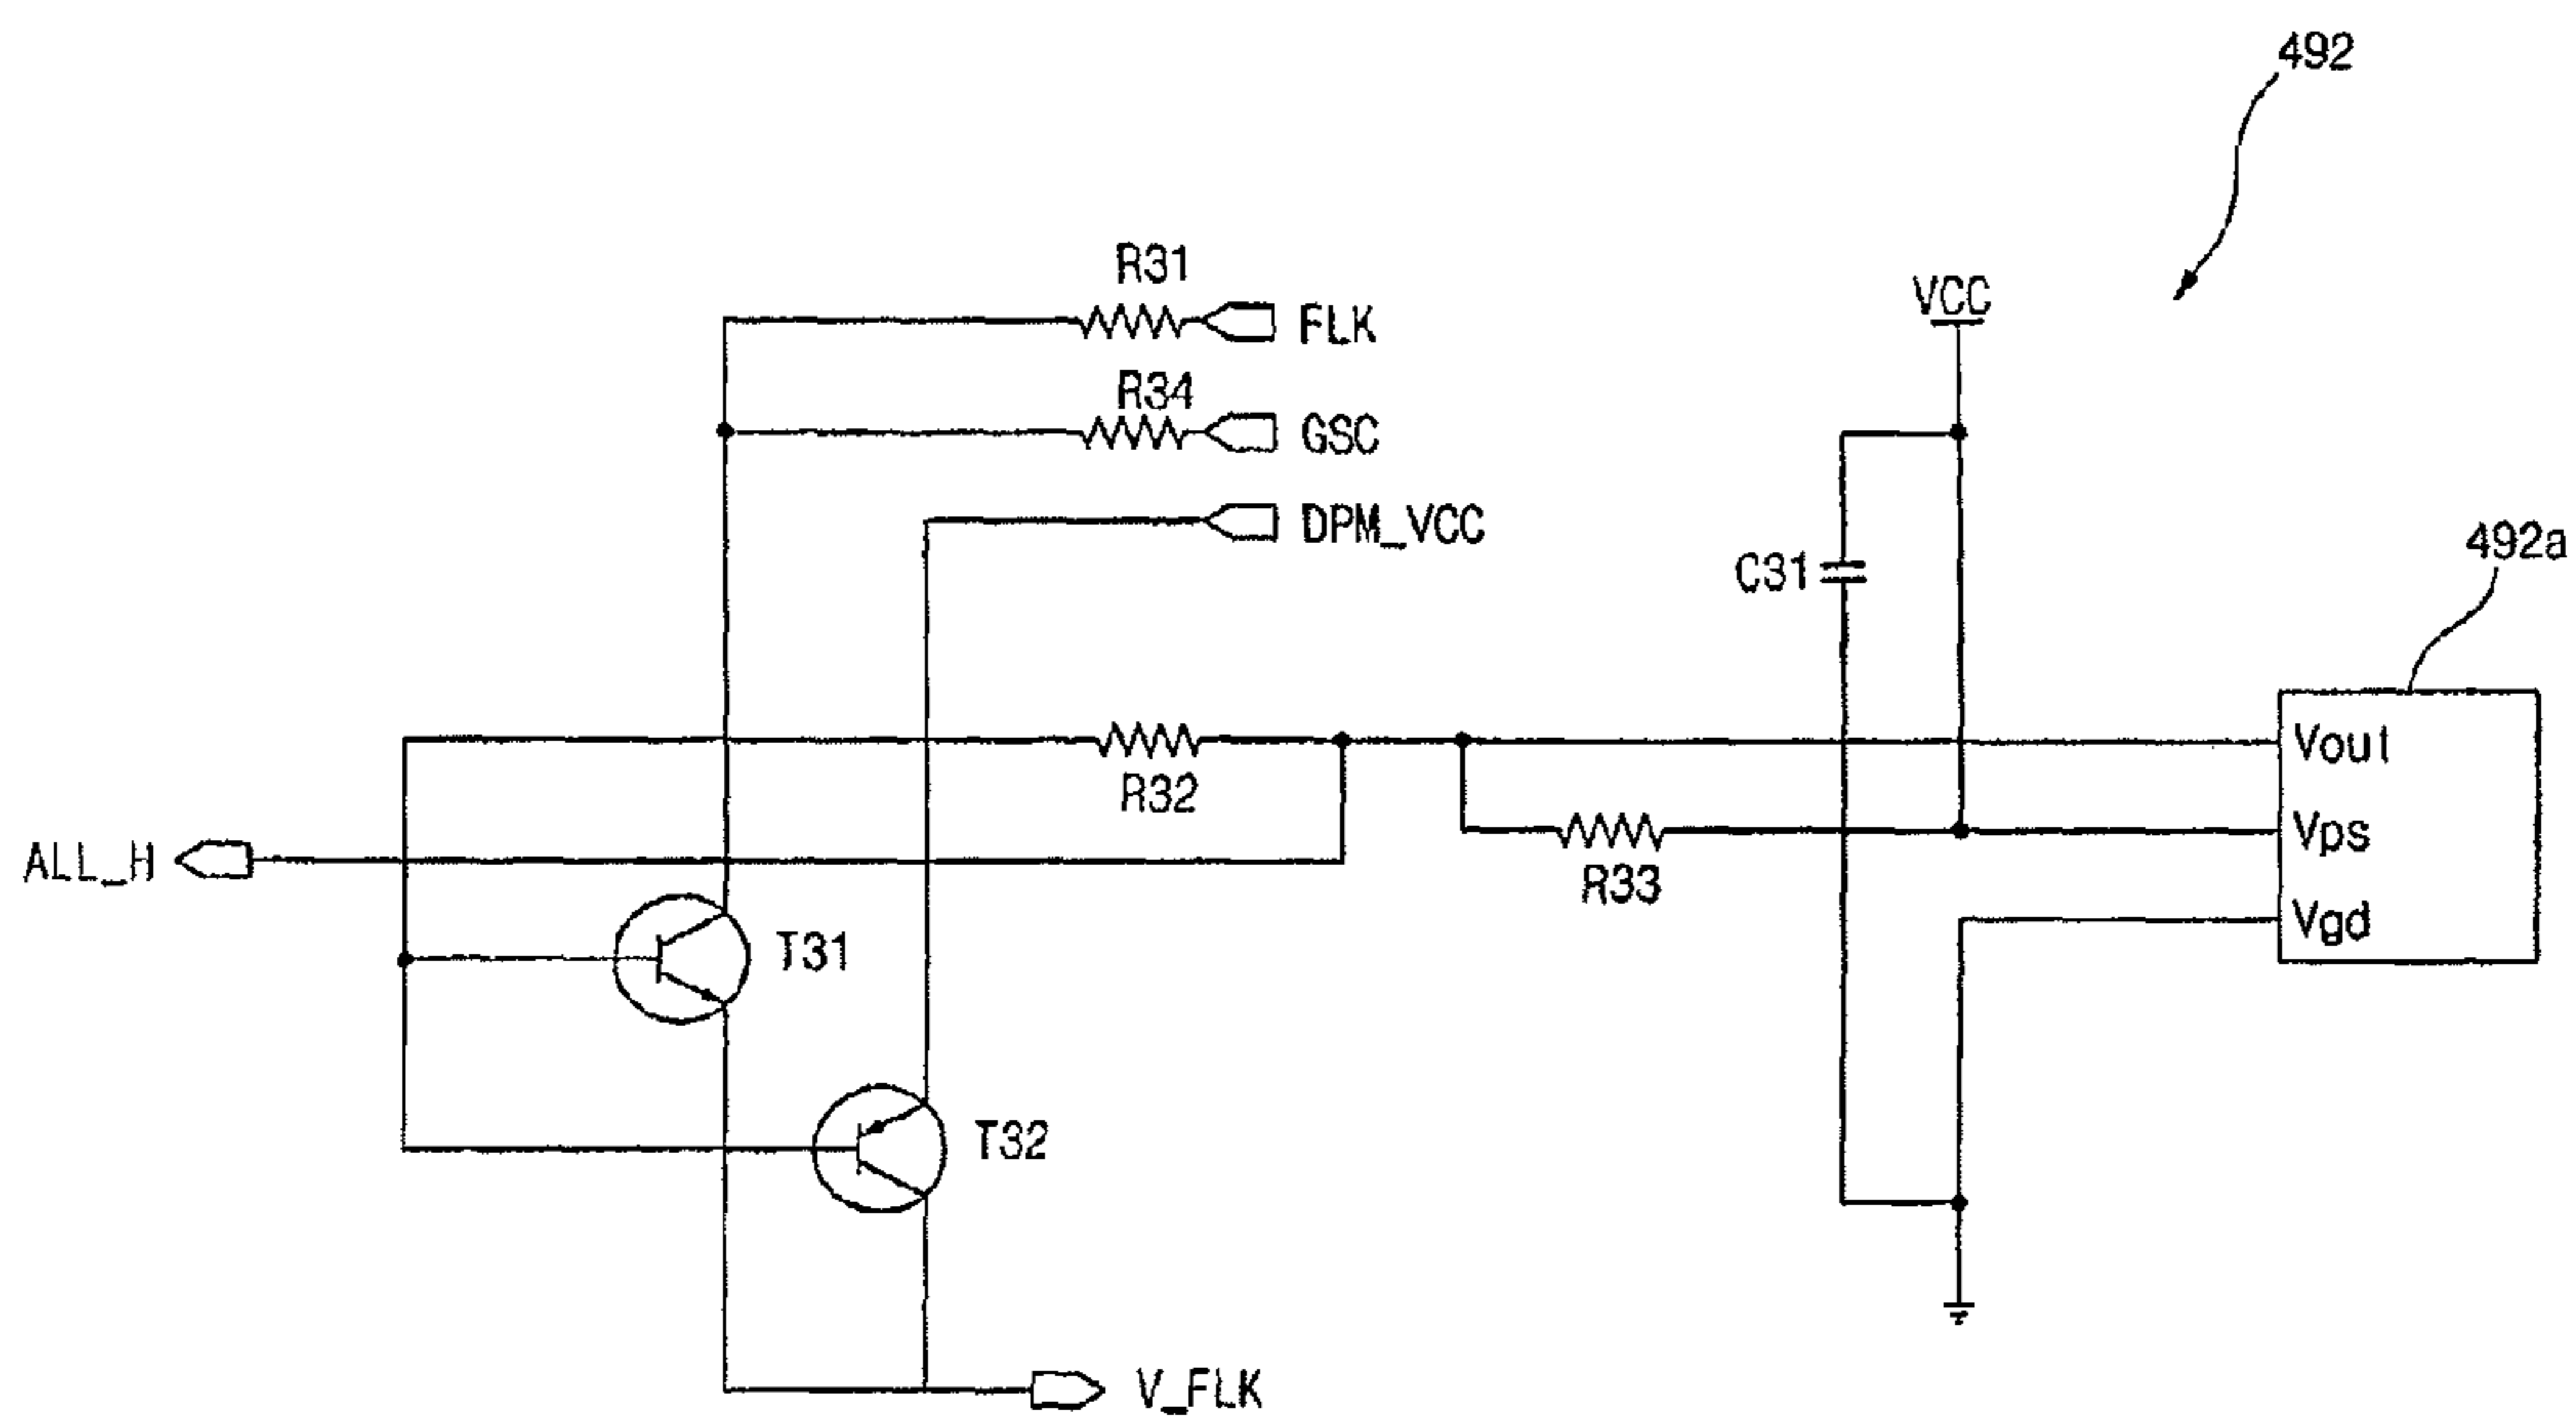 492
R31
FLK
VCC
R34
GSC
DPM_VCC
492a
C31
Vout
R32
Vps
ALL_H
R33
Vgd
T31
T32
V_FLK